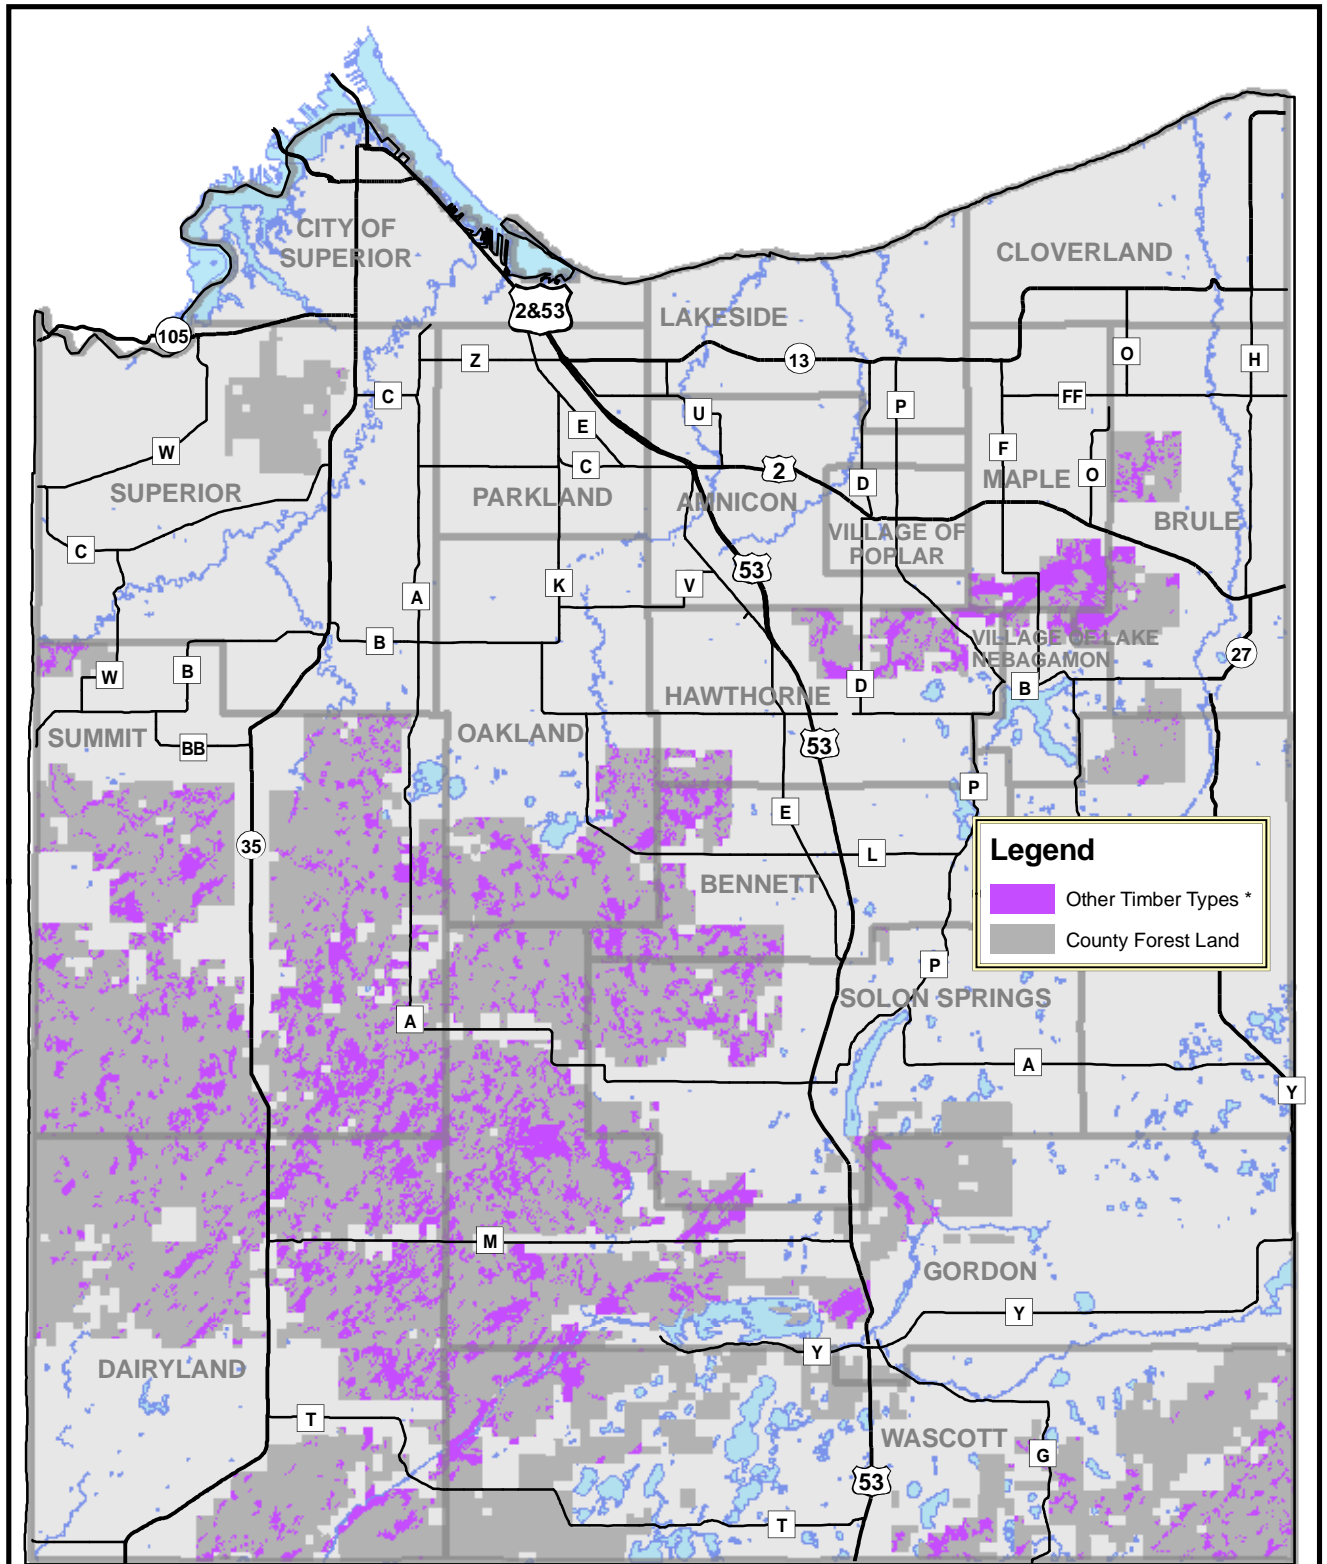 CITY OF
SUPERIOR
CLOVERLAND
2&53
LAKESIDE
105
13
Z
O
H
C
FF
P
U
E
F
W
C
2
MAPLE
O
D
SUPERIOR
PARKLAND
AMNICON
BRULE
VILLAGE OF
POPLAR
C
53
K
V
A
B
VILLAGE OF LAKE
NEBAGAMON
27
B
W
D
B
HAWTHORNE
SUMMIT
OAKLAND
BB
53
P
E
35
L
Legend
BENNETT
Other Timber Types *
County Forest Land
P
SOLON SPRINGS
A
A
Y
M
GORDON
Y
Y
DAIRYLAND
T
WASCOTT
G
53
T